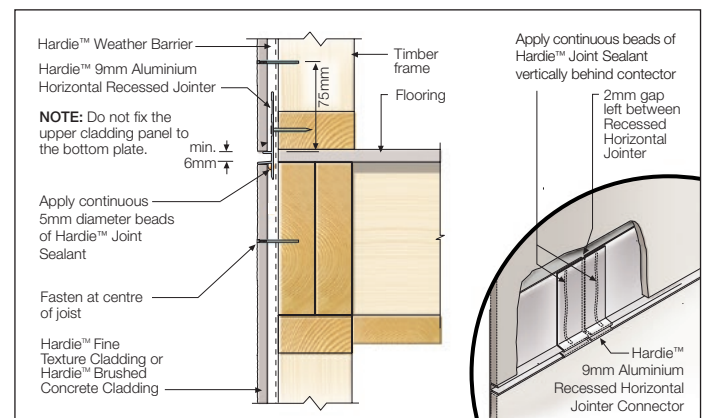 Hardie™ Weather Barrier
Hardie™ 9mm Aluminium
Horizontal Recessed Jointer
NOTE: Do not fix the
upper cladding panel to
the bottom plate.
min.
6mm
Apply continuous
5mm diameter beads
of Hardie™ Joint
Sealant
Fasten at centre
of joist
Hardie™ Fine
Texture Cladding or
Hardie™ Brushed
Concrete Cladding
75mm
Timber
frame
Flooring
Apply continuous beads of
Hardie™ Joint Sealant
vertically behind contector
2mm gap
left between
Recessed
Horizontal
Jointer
Hardie™
9mm Aluminium
Recessed Horizontal
Jointer Connector